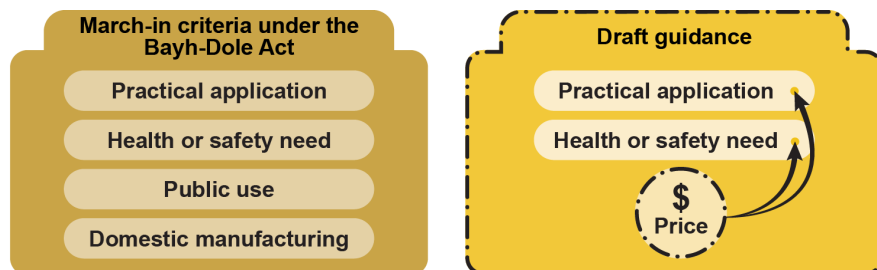 March-in criteria under the
Bayh-Dole Act
Practical application
Health or safety need
Public use
Domestic manufacturing
Draft guidance
Practical application
Health or safety need
$
Price